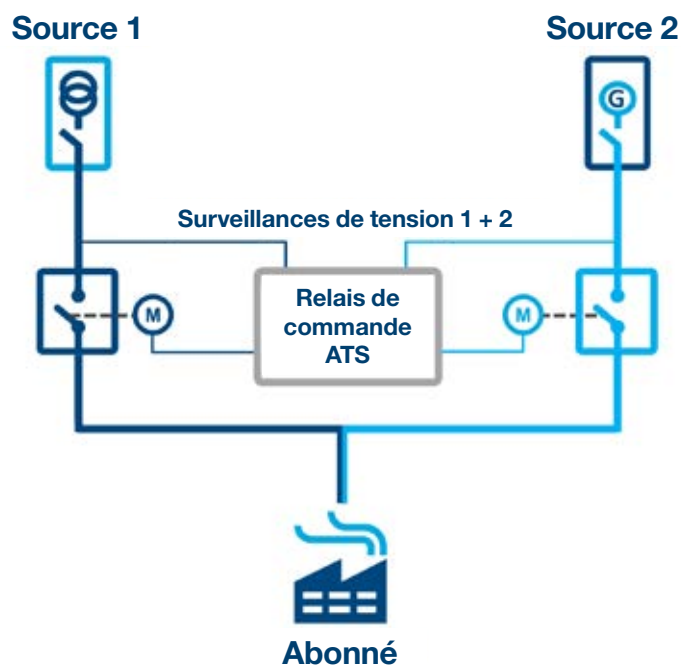 Source 1
Source 2
G
Surveillances de tension 1 + 2
M
Relais de
commande
ATS
M
Abonné